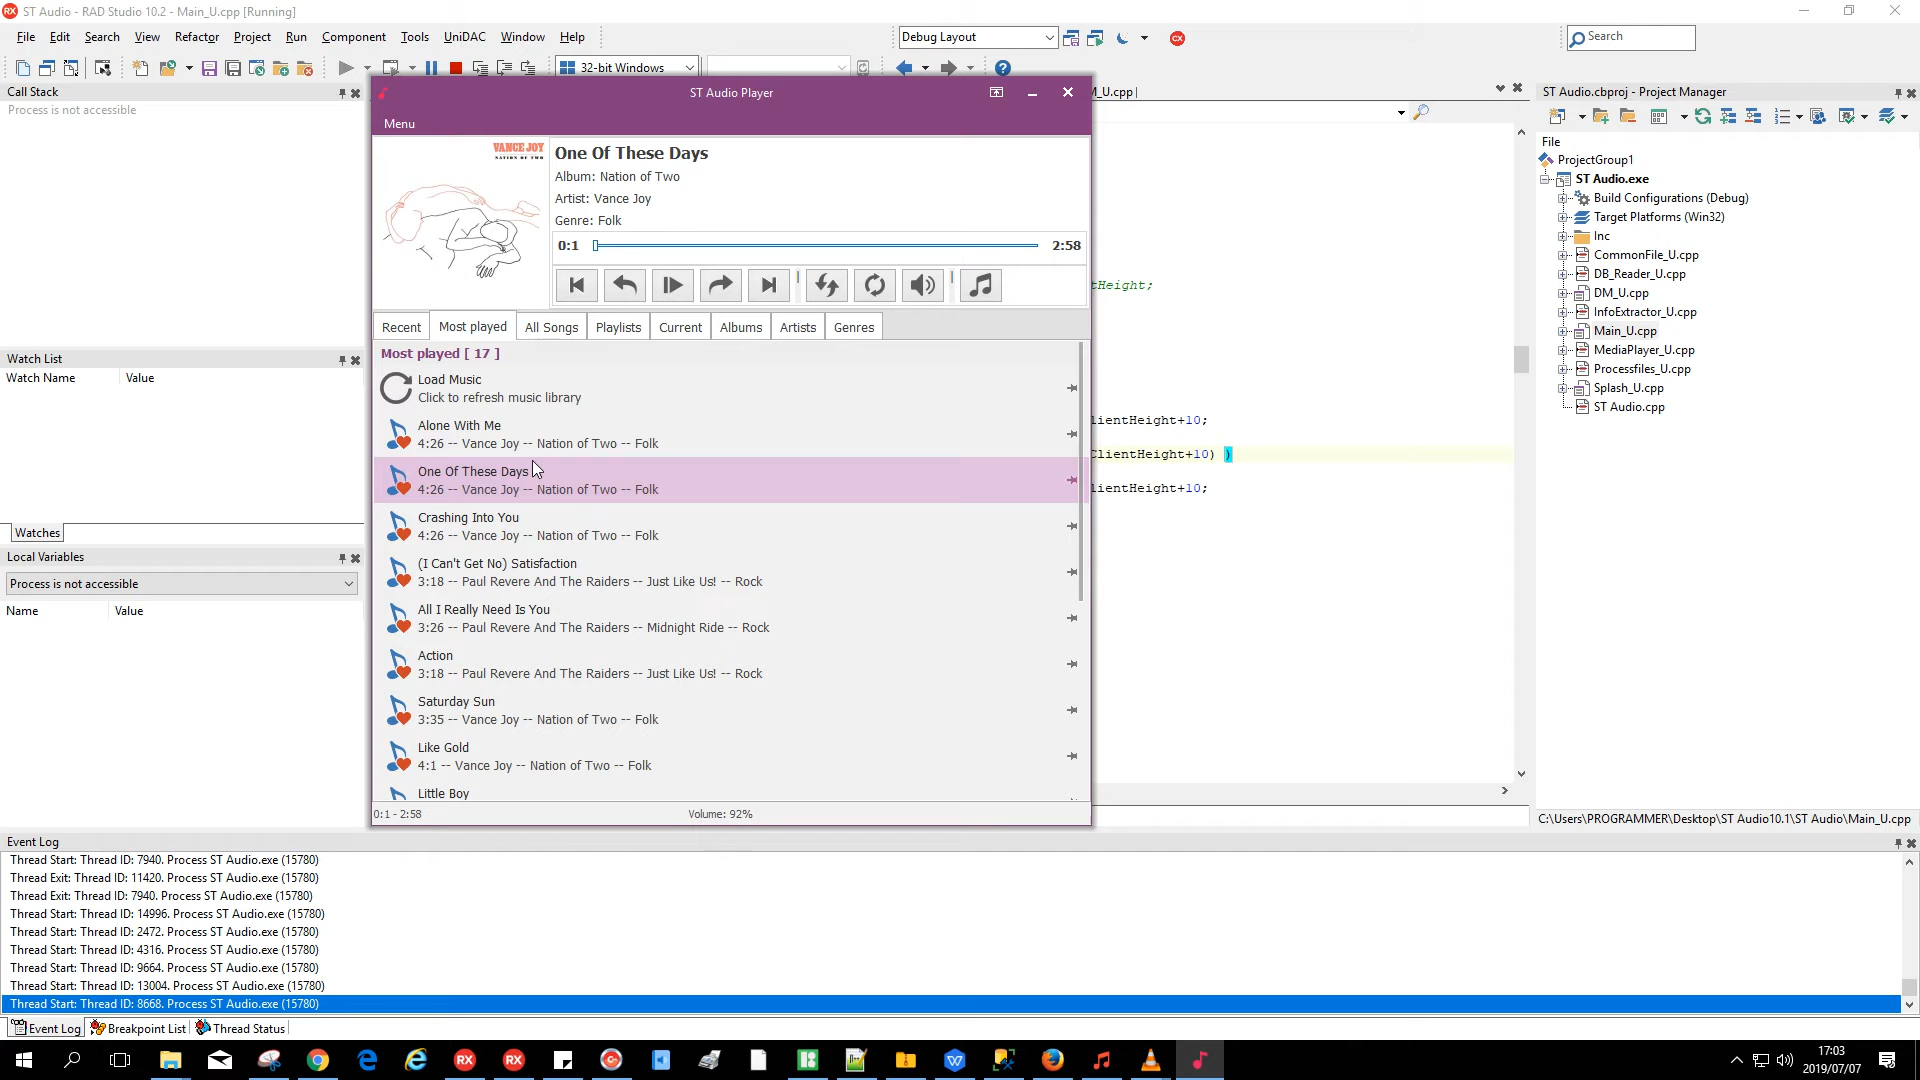 ST Audio - RAD Studio 10.2 - Main_U.cpp [Running]
File Edit Search View Refactor Project Run Component Tools UniDAC Window Help
Debug Layout
Search
32-bit Windows
Call Stack
Process is not accessible
Watch List
Watch Name Value
Watches
Local Variables
Process is not accessible
Name Value
ST Audio Player
Menu
VANCE JOY
NATION OF TWO
One Of These Days
Album: Nation of Two
Artist: Vance Joy
Genre: Folk
0:1 2:58
Recent Most played All Songs Playlists Current Albums Artists Genres
Most played [ 17 ]
Load Music
Click to refresh music library
Alone With Me
4:26 -- Vance Joy -- Nation of Two -- Folk
One Of These Days
4:26 -- Vance Joy -- Nation of Two -- Folk
Crashing Into You
4:26 -- Vance Joy -- Nation of Two -- Folk
(I Can't Get No) Satisfaction
3:18 -- Paul Revere And The Raiders -- Just Like Us! -- Rock
All I Really Need Is You
3:26 -- Paul Revere And The Raiders -- Midnight Ride -- Rock
Action
3:18 -- Paul Revere And The Raiders -- Just Like Us! -- Rock
Saturday Sun
3:35 -- Vance Joy -- Nation of Two -- Folk
Like Gold
4:1 -- Vance Joy -- Nation of Two -- Folk
Little Boy
0:1 - 2:58 Volume: 92%
M_U.cpp
tHeight;
lientHeight+10;
ClientHeight+10) )
lientHeight+10;
ST Audio.cbproj - Project Manager
File
ProjectGroup1
ST Audio.exe
Build Configurations (Debug)
Target Platforms (Win32)
Inc
CommonFile_U.cpp
DB_Reader_U.cpp
DM_U.cpp
InfoExtractor_U.cpp
Main_U.cpp
MediaPlayer_U.cpp
Processfiles_U.cpp
Splash_U.cpp
ST Audio.cpp
C:\Users\PROGRAMMER\Desktop\ST Audio10.1\ST Audio\Main_U.cpp
Event Log
Thread Start: Thread ID: 7940. Process ST Audio.exe (15780)
Thread Exit: Thread ID: 11420. Process ST Audio.exe (15780)
Thread Exit: Thread ID: 7940. Process ST Audio.exe (15780)
Thread Start: Thread ID: 14996. Process ST Audio.exe (15780)
Thread Start: Thread ID: 2472. Process ST Audio.exe (15780)
Thread Start: Thread ID: 4316. Process ST Audio.exe (15780)
Thread Start: Thread ID: 9664. Process ST Audio.exe (15780)
Thread Start: Thread ID: 13004. Process ST Audio.exe (15780)
Thread Start: Thread ID: 8668. Process ST Audio.exe (15780)
Event Log Breakpoint List Thread Status
17:03
2019/07/07